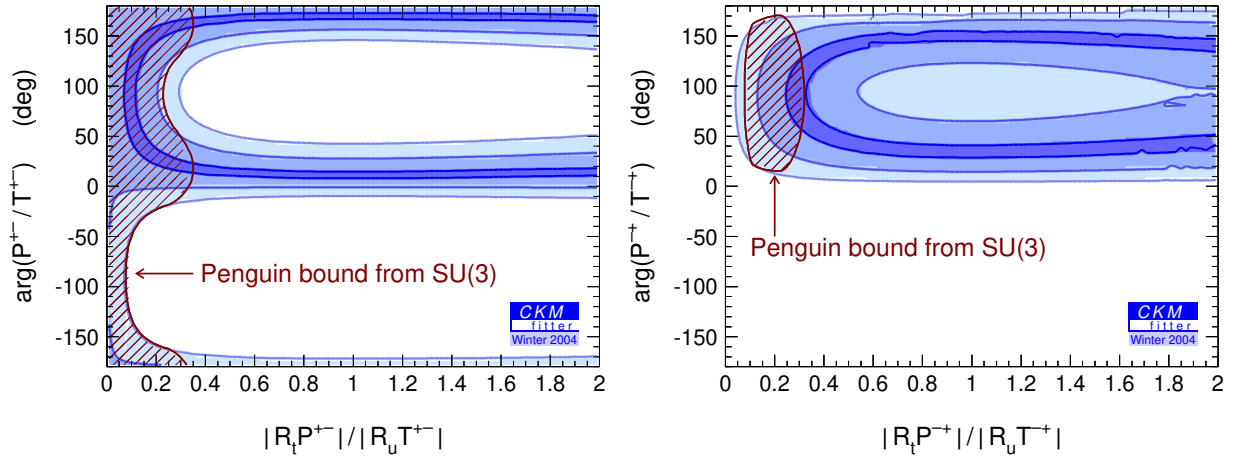 arg(P⁺⁻ / T⁺⁻) (deg)
150
100
50
0
-50
-100
-150
Penguin bound from SU(3)
CKM
fitter
Winter 2004
0 0.2 0.4 0.6 0.8 1 1.2 1.4 1.6 1.8 2
|RₜP⁺⁻| / |RᵤT⁺⁻|
arg(P⁻⁺ / T⁻⁺) (deg)
150
100
50
0
-50
-100
-150
Penguin bound from SU(3)
CKM
fitter
Winter 2004
0 0.2 0.4 0.6 0.8 1 1.2 1.4 1.6 1.8 2
|RₜP⁻⁺| / |RᵤT⁻⁺|